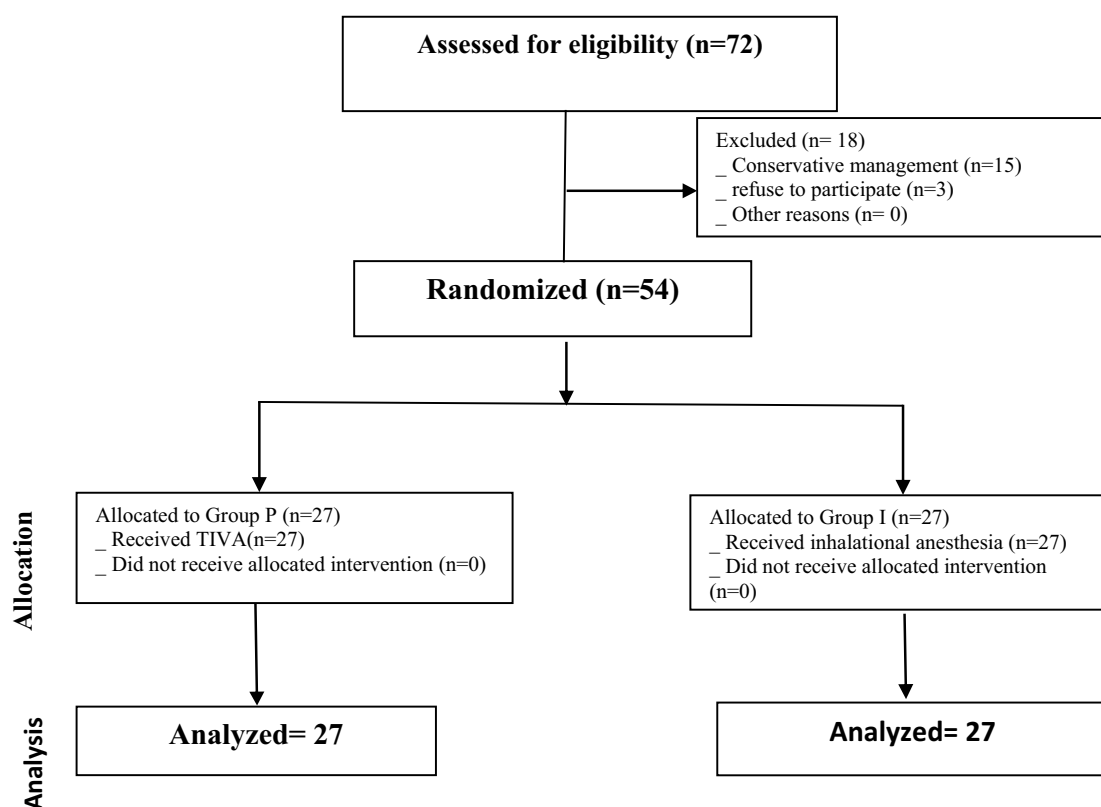 Assessed for eligibility (n=72)
Excluded (n= 18)
_ Conservative management (n=15)
_ refuse to participate (n=3)
_ Other reasons (n= 0)
Randomized (n=54)
Allocation
Allocated to Group P (n=27)
_ Received TIVA(n=27)
_ Did not receive allocated intervention (n=0)
Allocated to Group I (n=27)
_ Received inhalational anesthesia (n=27)
_ Did not receive allocated intervention
(n=0)
Analysis
Analyzed= 27
Analyzed= 27